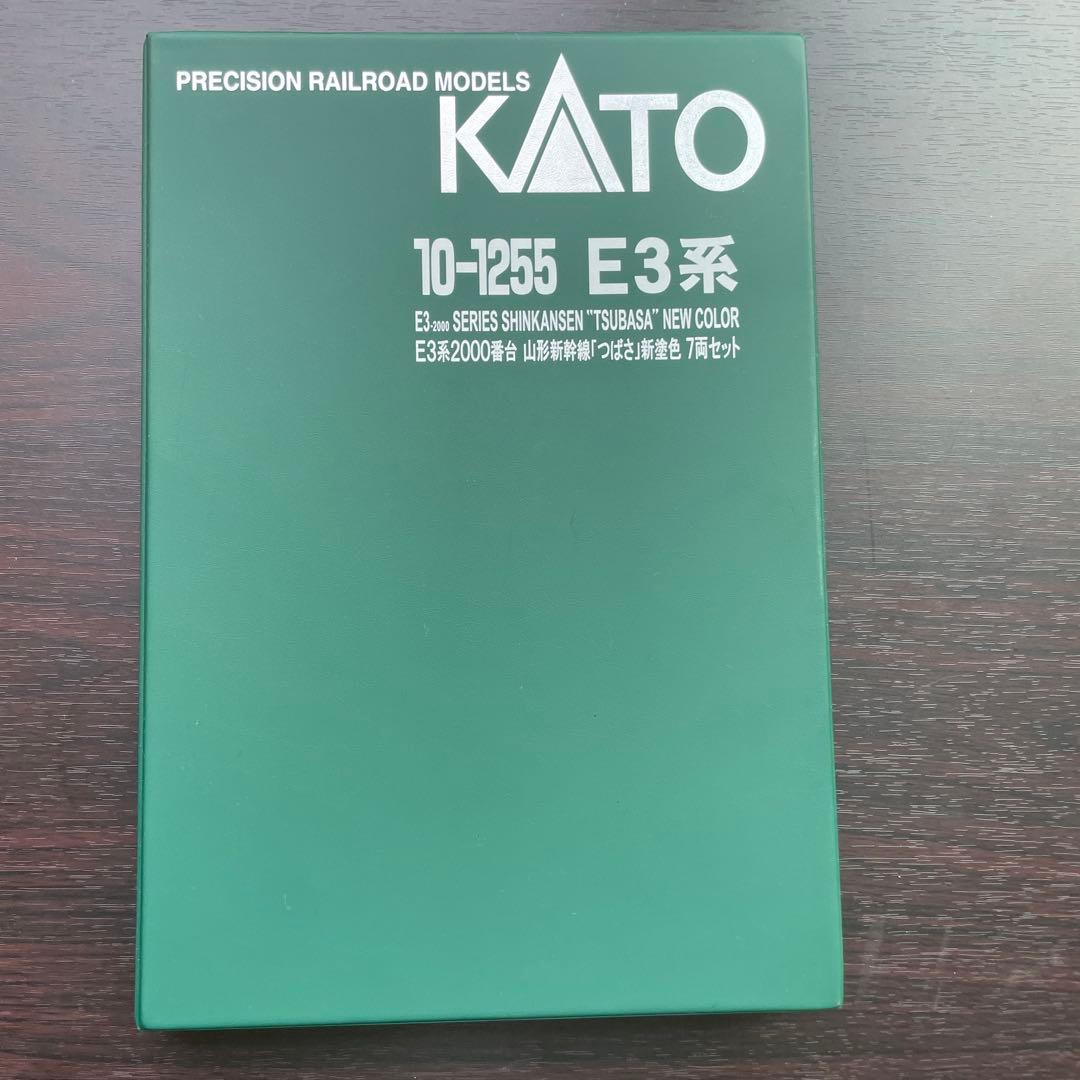 PRECISION RAILROAD MODELS
KATO
10-1255 E3系
E3-2000 SERIES SHINKANSEN "TSUBASA" NEW COLOR
E3系2000番台 山形新幹線「つばさ」新塗色 7両セット